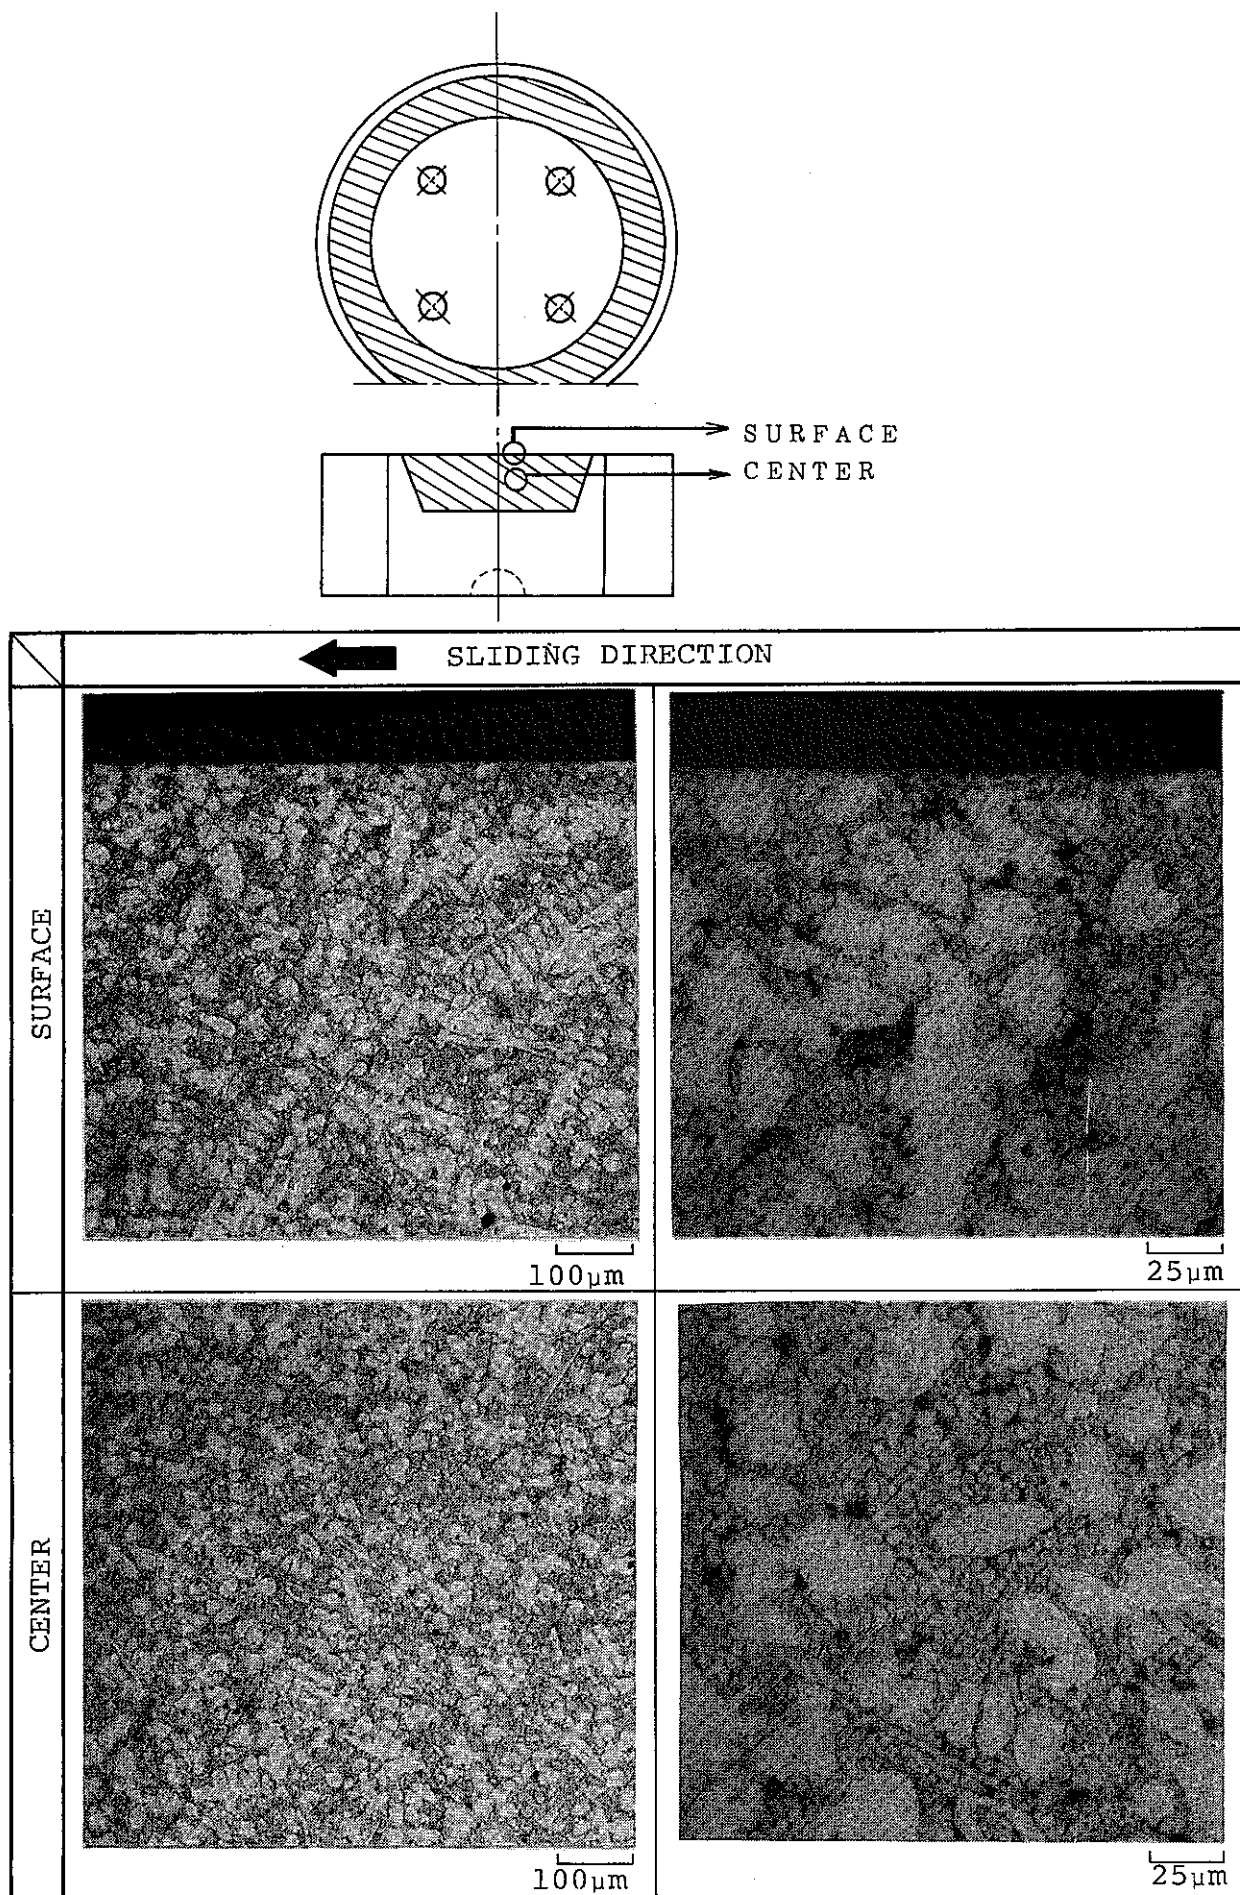 SURFACE
CENTER
SLIDING DIRECTION
SURFACE
100μm
25μm
CENTER
100μm
25μm